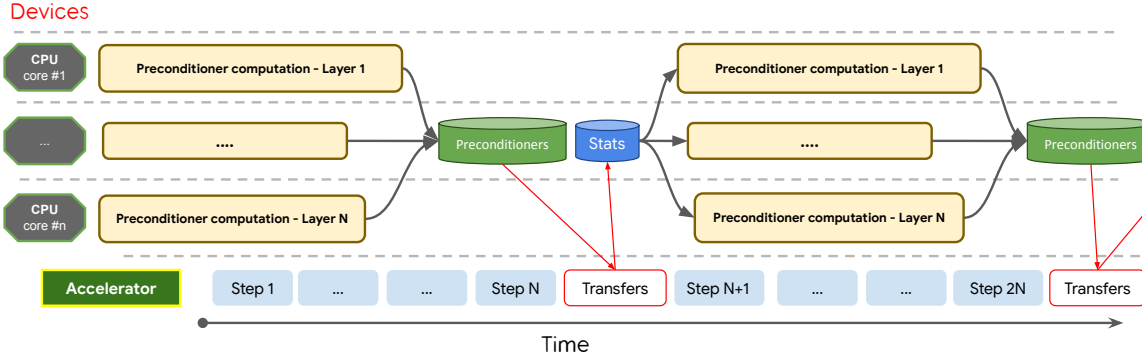 Devices
CPU
core #1
Preconditioner computation - Layer 1
Preconditioner computation - Layer 1
...
....
Preconditioners
Stats
....
Preconditioners
CPU
core #n
Preconditioner computation - Layer N
Preconditioner computation - Layer N
Accelerator
Step 1
...
...
Step N
Transfers
Step N+1
...
...
Step 2N
Transfers
Time